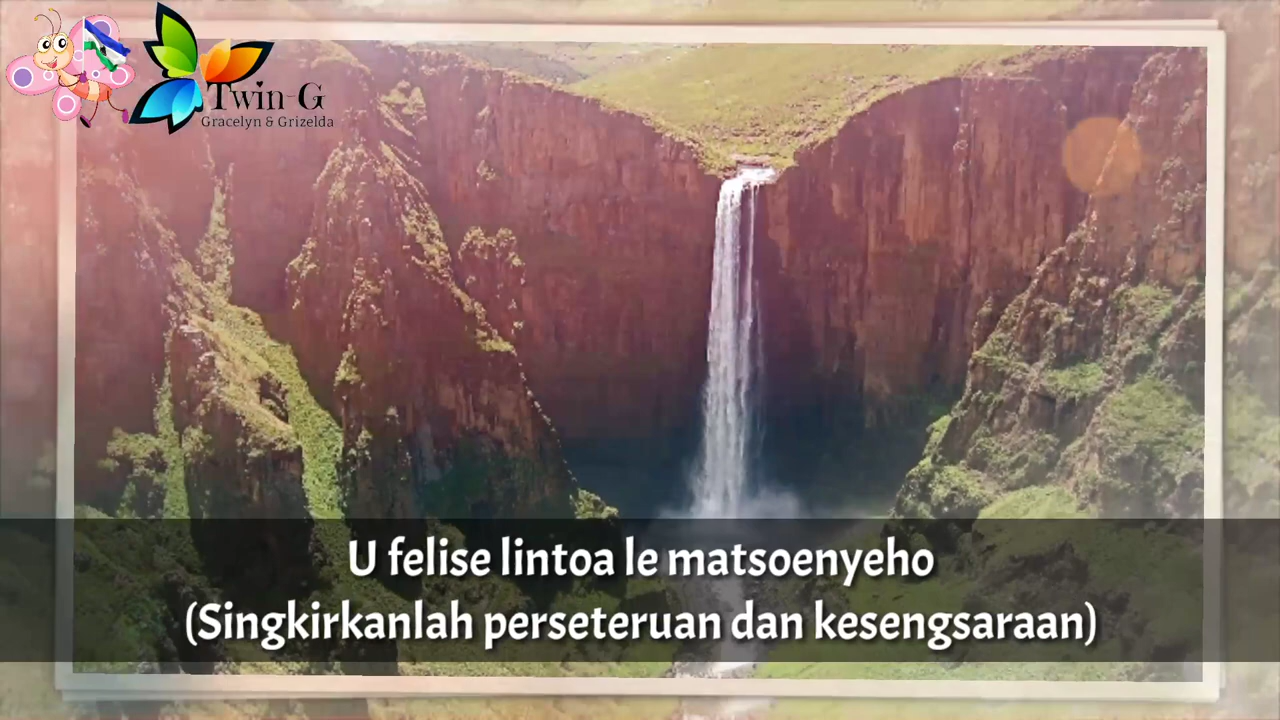 Twin-G
Gracelyn & Grizelda
U felise lintoa le matsoenyeho
(Singkirkanlah perseteruan dan kesengsaraan)